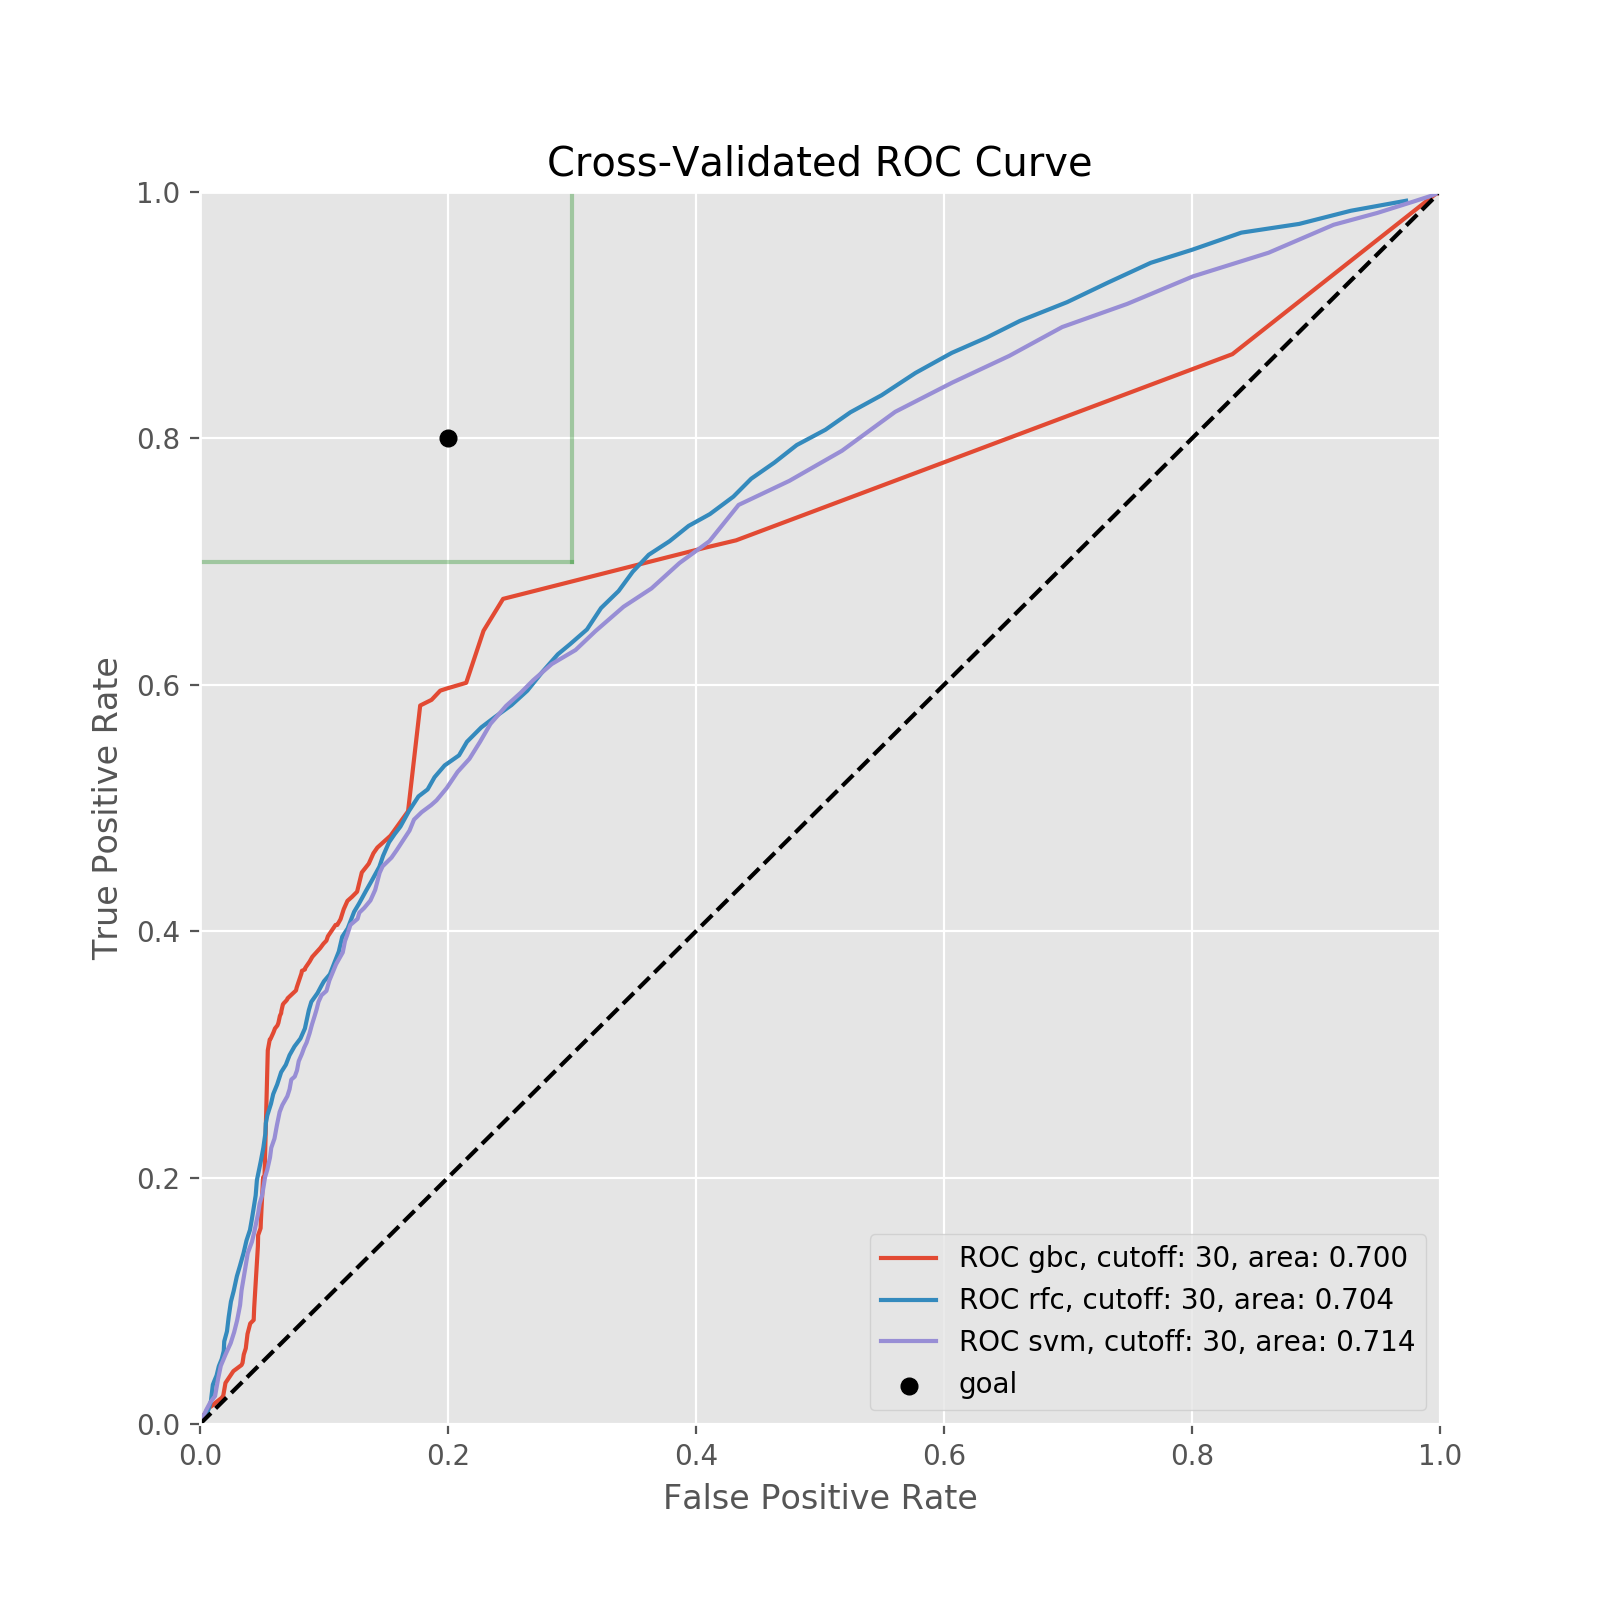 Cross-Validated ROC Curve
1.0
0.8
0.6
0.4
0.2
0.0
True Positive Rate
ROC gbc, cutoff: 30, area: 0.700
ROC rfc, cutoff: 30, area: 0.704
ROC svm, cutoff: 30, area: 0.714
goal
0.0 0.2 0.4 0.6 0.8 1.0
False Positive Rate